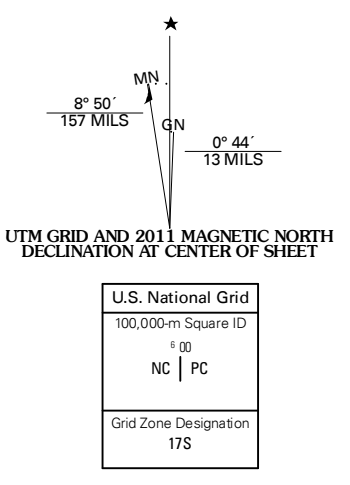 ★
MN
8° 50´
157 MILS
GN
0° 44´
13 MILS
UTM GRID AND 2011 MAGNETIC NORTH
DECLINATION AT CENTER OF SHEET
U.S. National Grid
100,000-m Square ID
6 00
NC | PC
Grid Zone Designation
17S